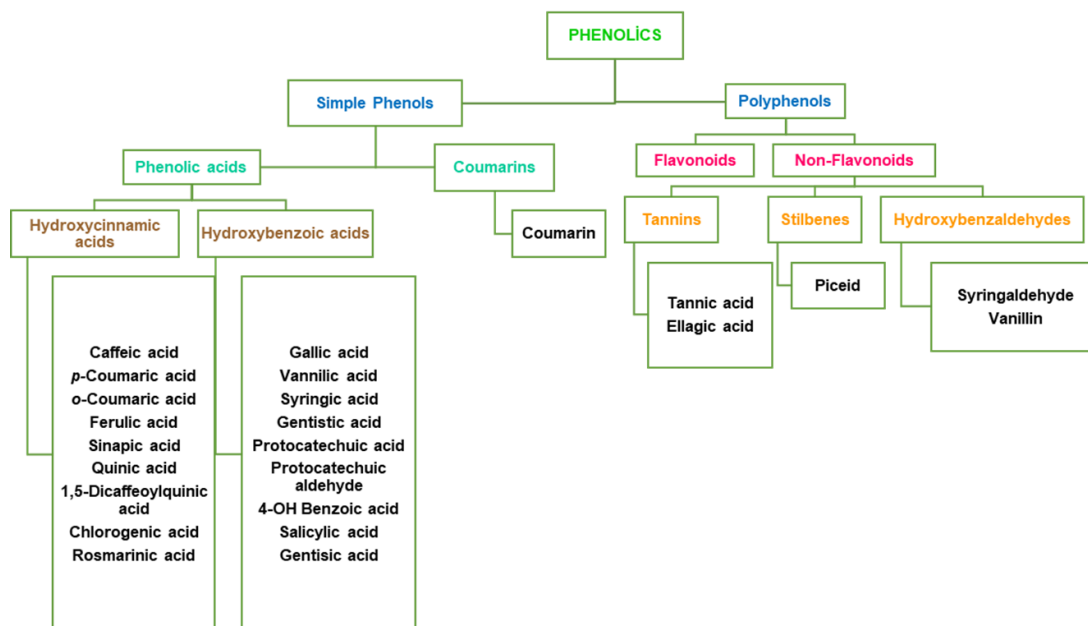 PHENOLİCS
Simple Phenols
Polyphenols
Phenolic acids
Coumarins
Flavonoids
Non-Flavonoids
Hydroxycinnamic
acids
Hydroxybenzoic acids
Coumarin
Tannins
Stilbenes
Hydroxybenzaldehydes
Caffeic acid
p-Coumaric acid
o-Coumaric acid
Ferulic acid
Sinapic acid
Quinic acid
1,5-Dicaffeoylquinic
acid
Chlorogenic acid
Rosmarinic acid
Gallic acid
Vannilic acid
Syringic acid
Gentistic acid
Protocatechuic acid
Protocatechuic
aldehyde
4-OH Benzoic acid
Salicylic acid
Gentisic acid
Tannic acid
Ellagic acid
Piceid
Syringaldehyde
Vanillin